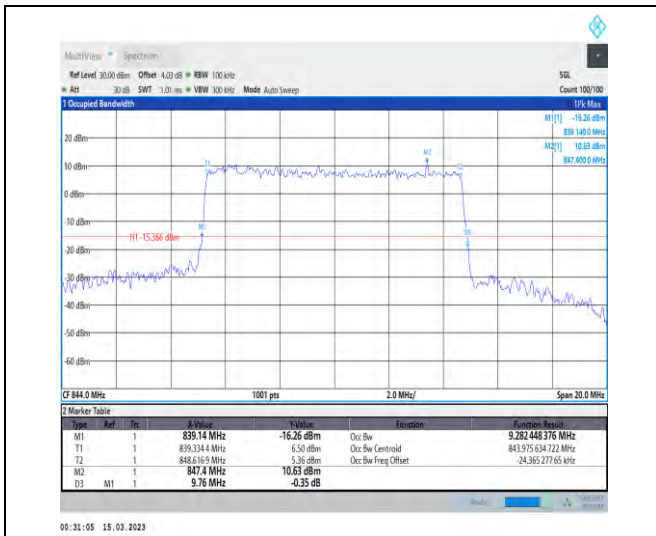 MultiView Spectrum
Ref Level 30.00 dBm Offset 4.03 dB RBW 100 kHz SGL
Att 30 dB SWT 1.01 ms VBW 300 kHz Mode Auto Sweep Count 100/100
1 Occupied Bandwidth 1Pk Max
M1[1] -16.26 dBm
839.140 0 MHz
M2[1] 10.63 dBm
847.400 0 MHz
20 dBm
10 dBm
0 dBm
-10 dBm
-20 dBm
-30 dBm
-40 dBm
-50 dBm
-60 dBm
T1
M2
T2
M1
D3
H1 -15.366 dBm
CF 844.0 MHz 1001 pts 2.0 MHz/ Span 20.0 MHz
2 Marker Table
Type Ref Trc X-Value Y-Value Function Function Result
M1 1 839.14 MHz -16.26 dBm Occ Bw 9.282 448 376 MHz
T1 1 839.334 4 MHz 6.50 dBm Occ Bw Centroid 843.975 634 722 MHz
T2 1 848.616 9 MHz 5.36 dBm Occ Bw Freq Offset -24.365 277 65 kHz
M2 1 847.4 MHz 10.63 dBm
D3 M1 1 9.76 MHz -0.35 dB
00:31:05 15.03.2023